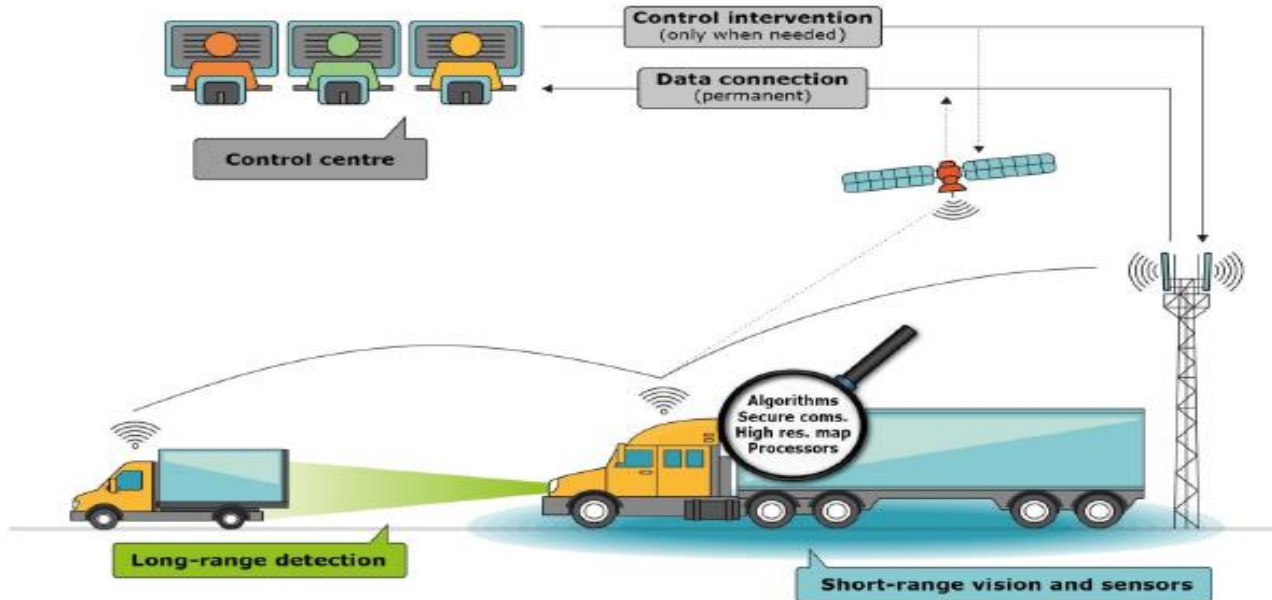 Control intervention
(only when needed)
Data connection
(permanent)
Control centre
Algorithms
Secure coms.
High res. map
Processors
Long-range detection
Short-range vision and sensors